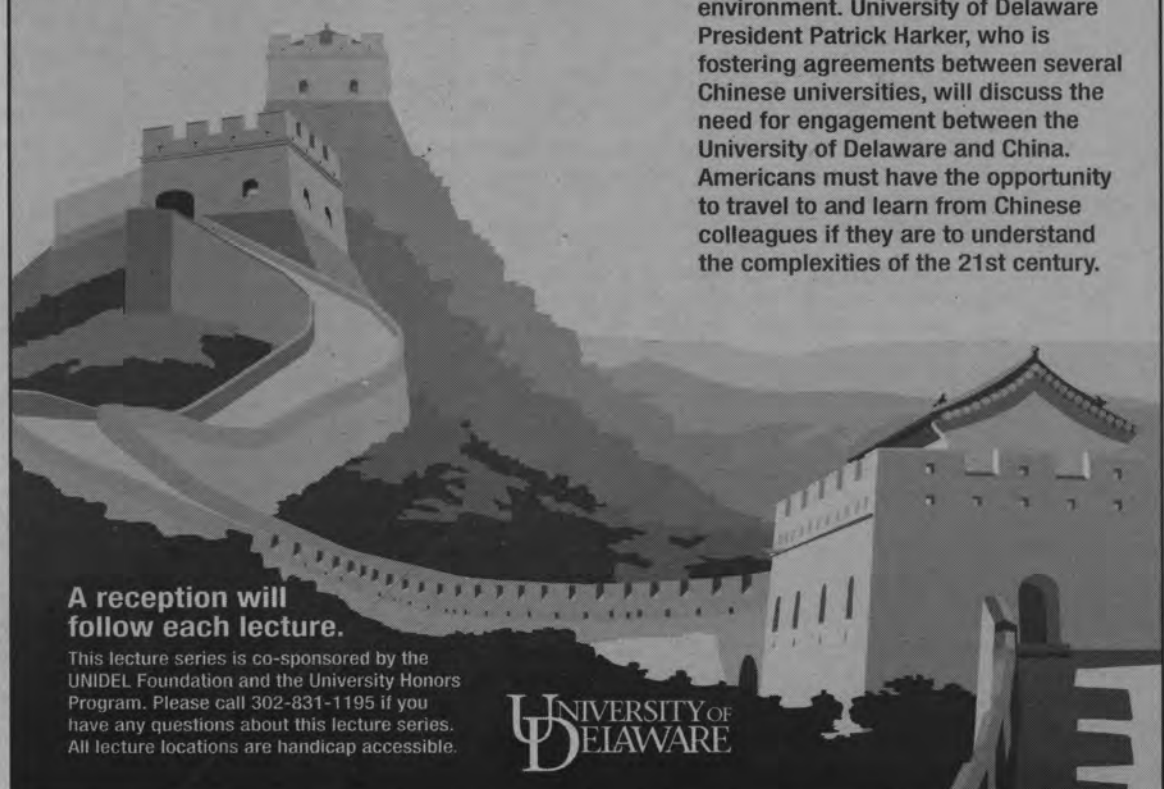 environment. University of Delaware
President Patrick Harker, who is
fostering agreements between several
Chinese universities, will discuss the
need for engagement between the
University of Delaware and China.
Americans must have the opportunity
to travel to and learn from Chinese
colleagues if they are to understand
the complexities of the 21st century.
A reception will
follow each lecture.
This lecture series is co-sponsored by the
UNIDEL Foundation and the University Honors
Program. Please call 302-831-1195 if you
have any questions about this lecture series.
All lecture locations are handicap accessible.
UNIVERSITY OF
DELAWARE